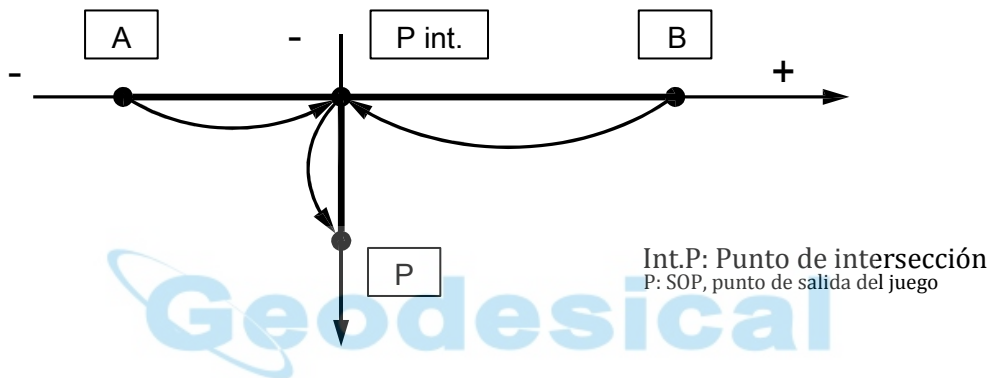 A
-
P int.
B
-
+
P
Int.P: Punto de intersección
P: SOP, punto de salida del juego
Geodesical